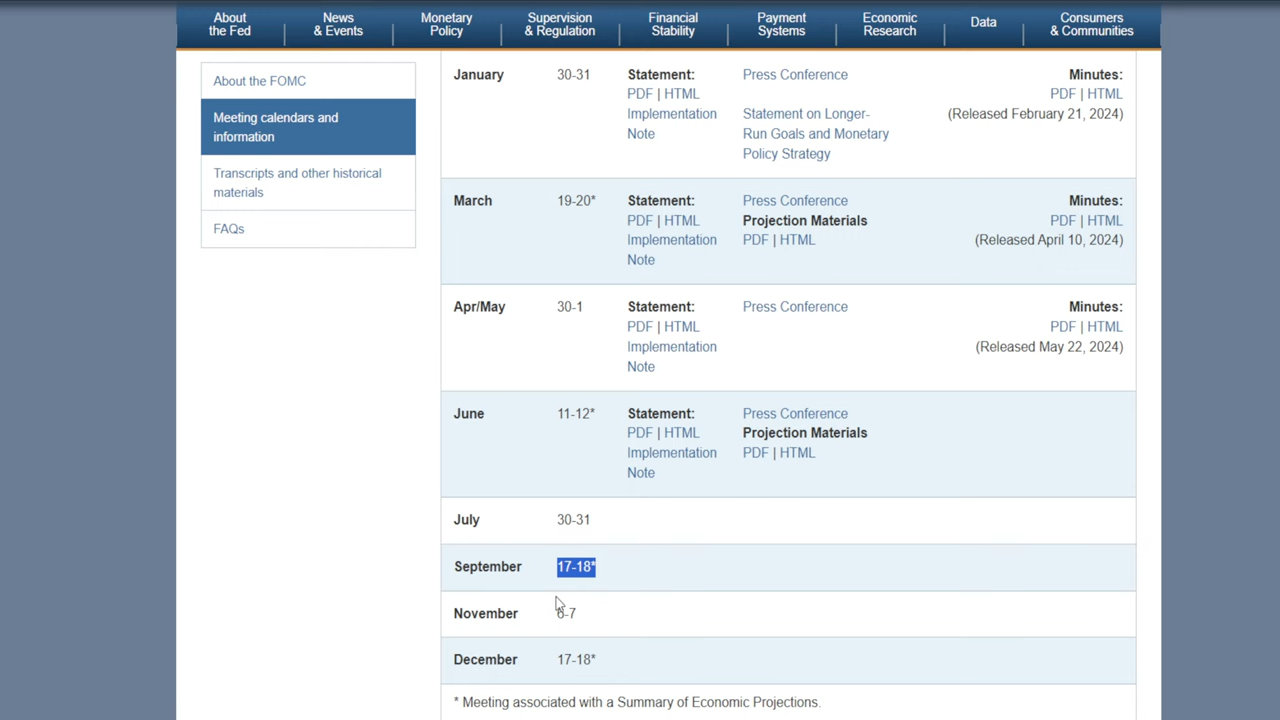 About
the Fed
News
& Events
Monetary
Policy
Supervision
& Regulation
Financial
Stability
Payment
Systems
Economic
Research
Data
Consumers
& Communities
About the FOMC
Meeting calendars and
information
Transcripts and other historical
materials
FAQs
January
30-31
Statement:
PDF | HTML
Implementation
Note
Press Conference
Statement on Longer-
Run Goals and Monetary
Policy Strategy
Minutes:
PDF | HTML
(Released February 21, 2024)
March
19-20*
Statement:
PDF | HTML
Implementation
Note
Press Conference
Projection Materials
PDF | HTML
Minutes:
PDF | HTML
(Released April 10, 2024)
Apr/May
30-1
Statement:
PDF | HTML
Implementation
Note
Press Conference
Minutes:
PDF | HTML
(Released May 22, 2024)
June
11-12*
Statement:
PDF | HTML
Implementation
Note
Press Conference
Projection Materials
PDF | HTML
July
30-31
September
17-18*
November
6-7
December
17-18*
* Meeting associated with a Summary of Economic Projections.